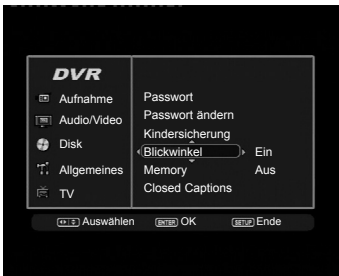 DVR
Aufnahme
Audio/Video
Disk
Allgemeines
TV
Passwort
Passwort ändern
Kindersicherung
Blickwinkel Ein
Memory Aus
Closed Captions
Auswählen ENTER OK SETUP Ende